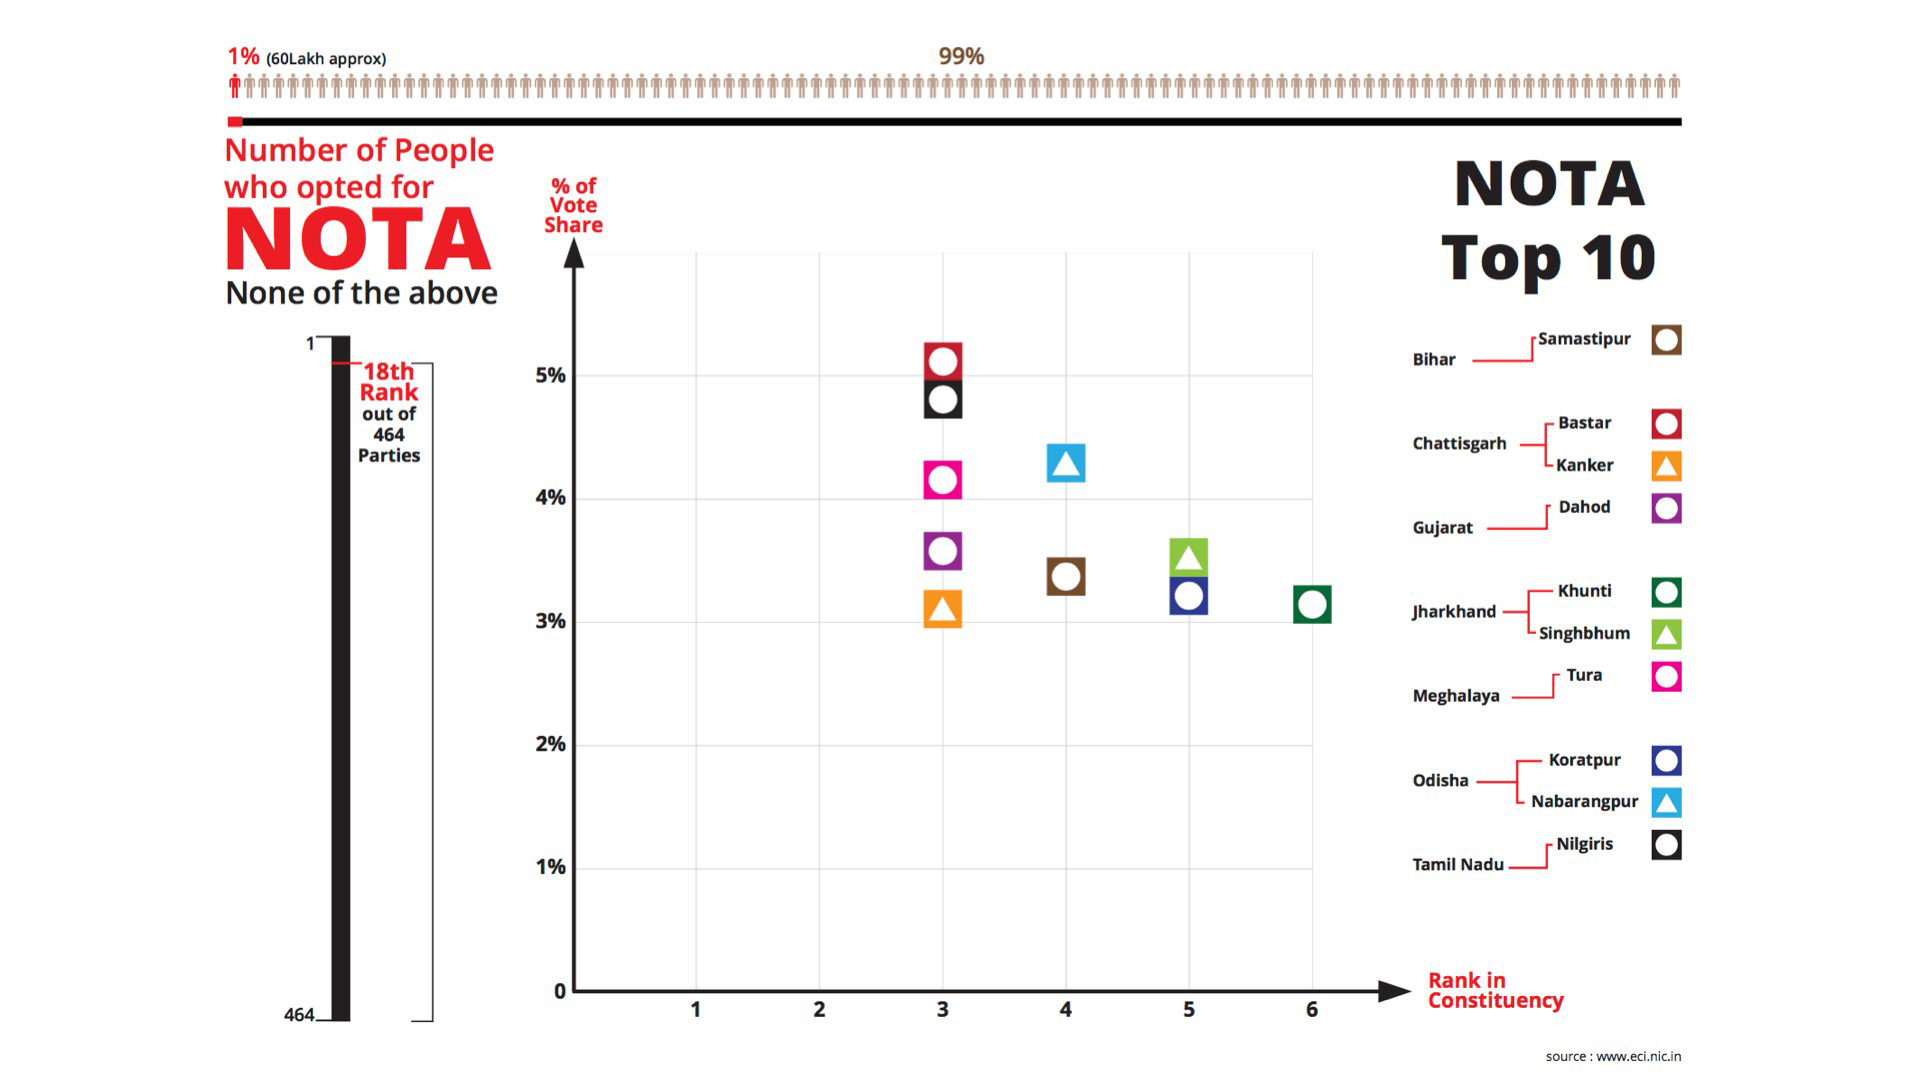 1% (60Lakh approx)
99%
Number of People
who opted for
NOTA
None of the above
1
18th
Rank
out of
464
Parties
464
% of
Vote
Share
5%
4%
3%
2%
1%
0
1 2 3 4 5 6
Rank in
Constituency
NOTA
Top 10
Samastipur
Bihar
Bastar
Chattisgarh
Kanker
Dahod
Gujarat
Khunti
Jharkhand
Singhbhum
Tura
Meghalaya
Koratpur
Odisha
Nabarangpur
Nilgiris
Tamil Nadu
source : www.eci.nic.in